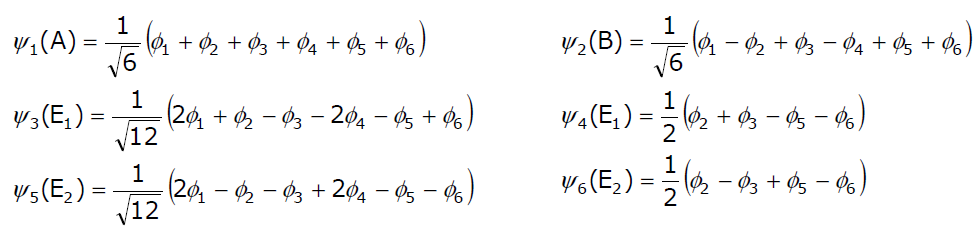 ψ₁(A) = 1/√6 (ϕ₁ + ϕ₂ + ϕ₃ + ϕ₄ + ϕ₅ + ϕ₆) ψ₂(B) = 1/√6 (ϕ₁ − ϕ₂ + ϕ₃ − ϕ₄ + ϕ₅ + ϕ₆)
ψ₃(E₁) = 1/√12 (2ϕ₁ + ϕ₂ − ϕ₃ − 2ϕ₄ − ϕ₅ + ϕ₆) ψ₄(E₁) = 1/2 (ϕ₂ + ϕ₃ − ϕ₅ − ϕ₆)
ψ₅(E₂) = 1/√12 (2ϕ₁ − ϕ₂ − ϕ₃ + 2ϕ₄ − ϕ₅ − ϕ₆) ψ₆(E₂) = 1/2 (ϕ₂ − ϕ₃ + ϕ₅ − ϕ₆)